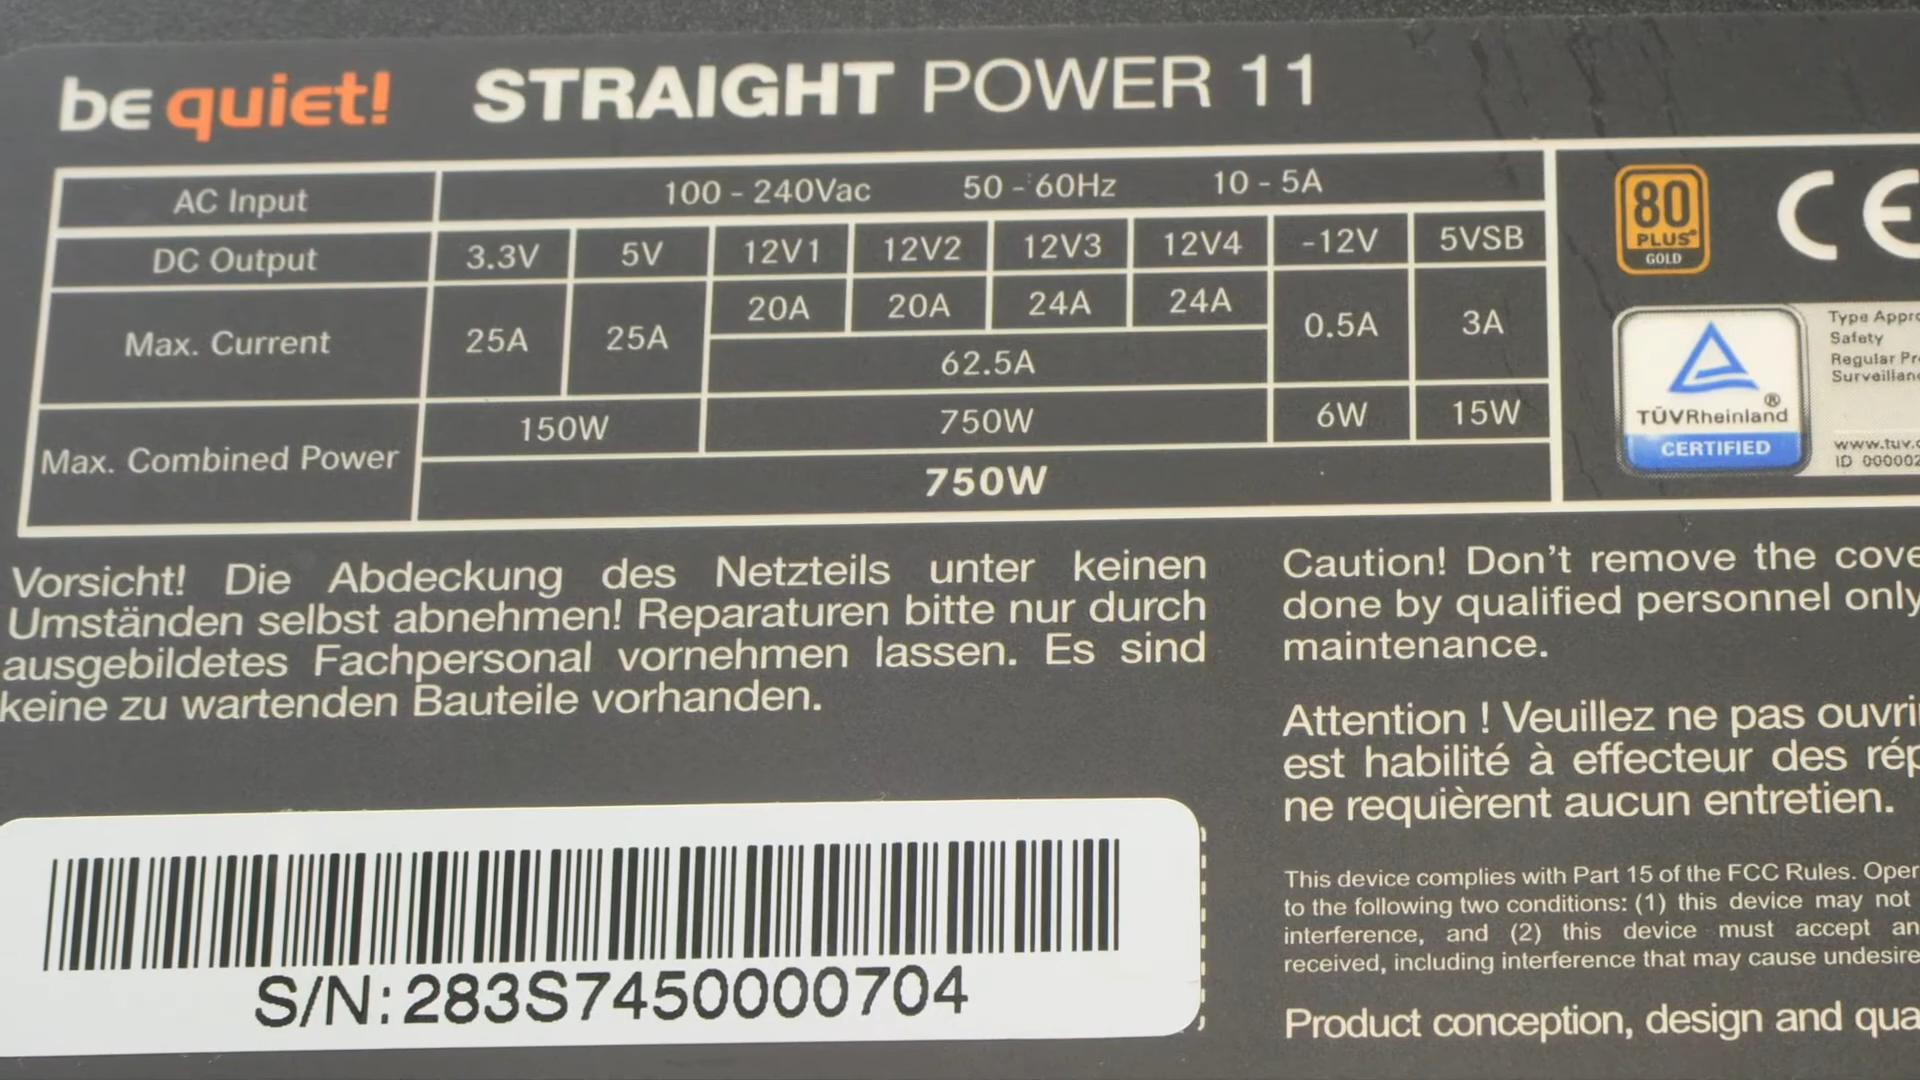 be quiet! STRAIGHT POWER 11
AC Input 100 - 240Vac 50 - 60Hz 10 - 5A
DC Output 3.3V 5V 12V1 12V2 12V3 12V4 -12V 5VSB
Max. Current 25A 25A 20A 20A 24A 24A 0.5A 3A
62.5A
Max. Combined Power 150W 750W 6W 15W
750W
80
PLUS®
GOLD
CE
TÜVRheinland®
CERTIFIED
Type
Safety
Regular
www.tuv.
ID
Vorsicht! Die Abdeckung des Netzteils unter keinen
Umständen selbst abnehmen! Reparaturen bitte nur durch
ausgebildetes Fachpersonal vornehmen lassen. Es sind
keine zu wartenden Bauteile vorhanden.
Caution! Don't remove the
done by qualified personnel only
maintenance.
Attention ! Veuillez ne pas
est habilité à effecteur des
ne requièrent aucun entretien.
This device complies with Part 15 of the FCC Rules.
to the following two conditions: (1) this device may not
interference, and (2) this device must accept
received, including interference that may cause
Product conception, design and
S/N:283S7450000704